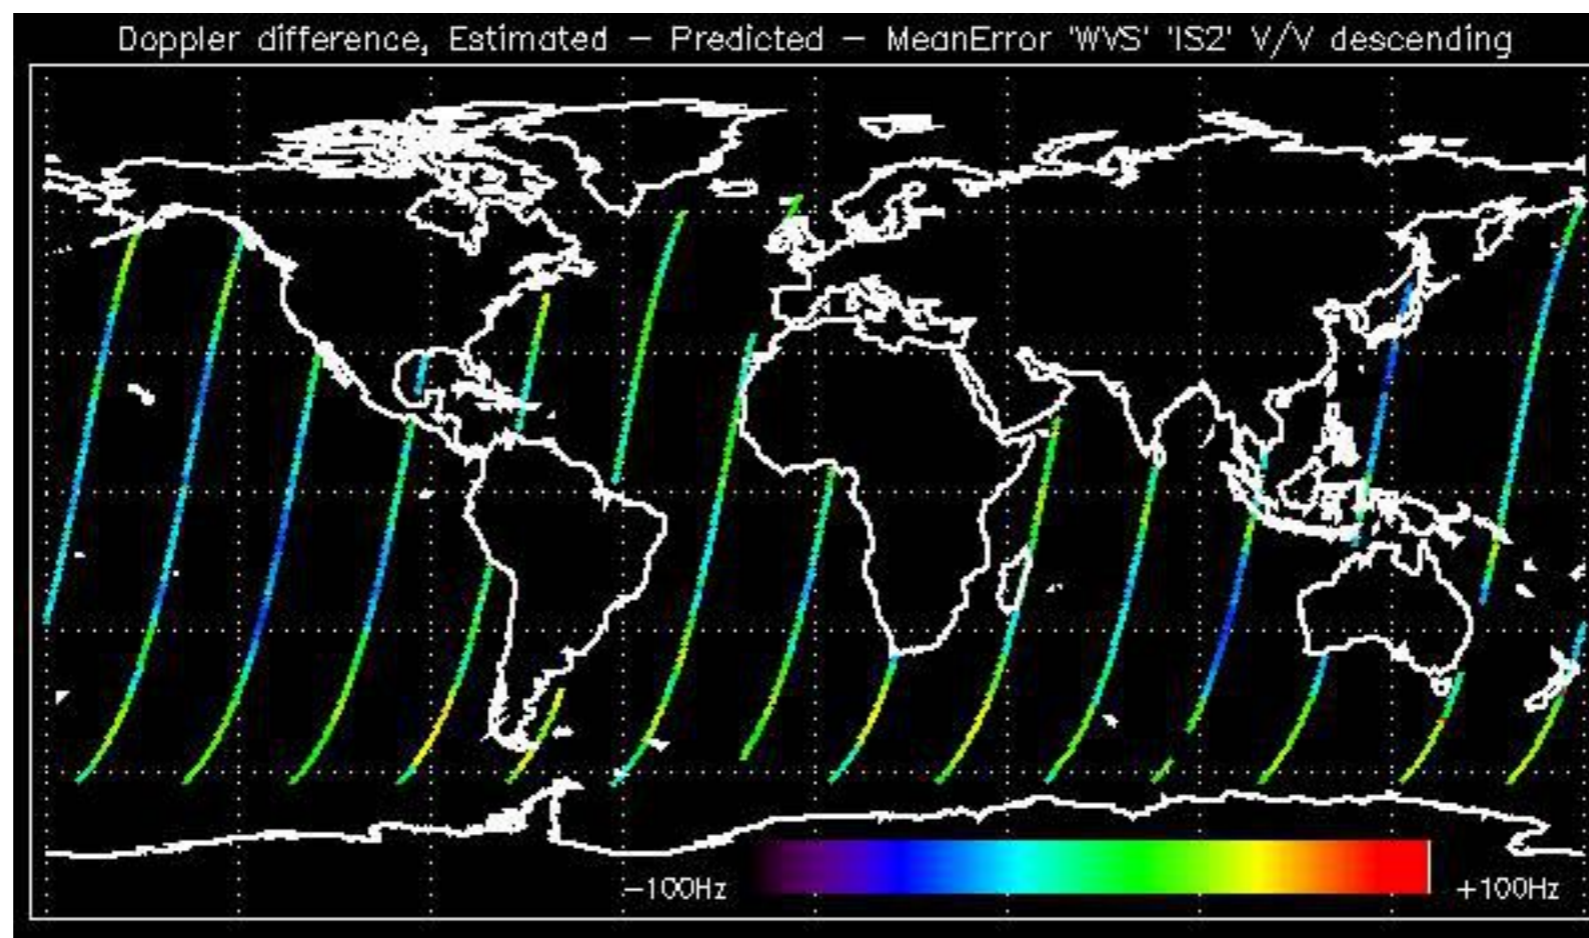 Doppler difference, Estimated – Predicted – MeanError 'WVS' 'IS2' V/V descending
–100Hz
+100Hz